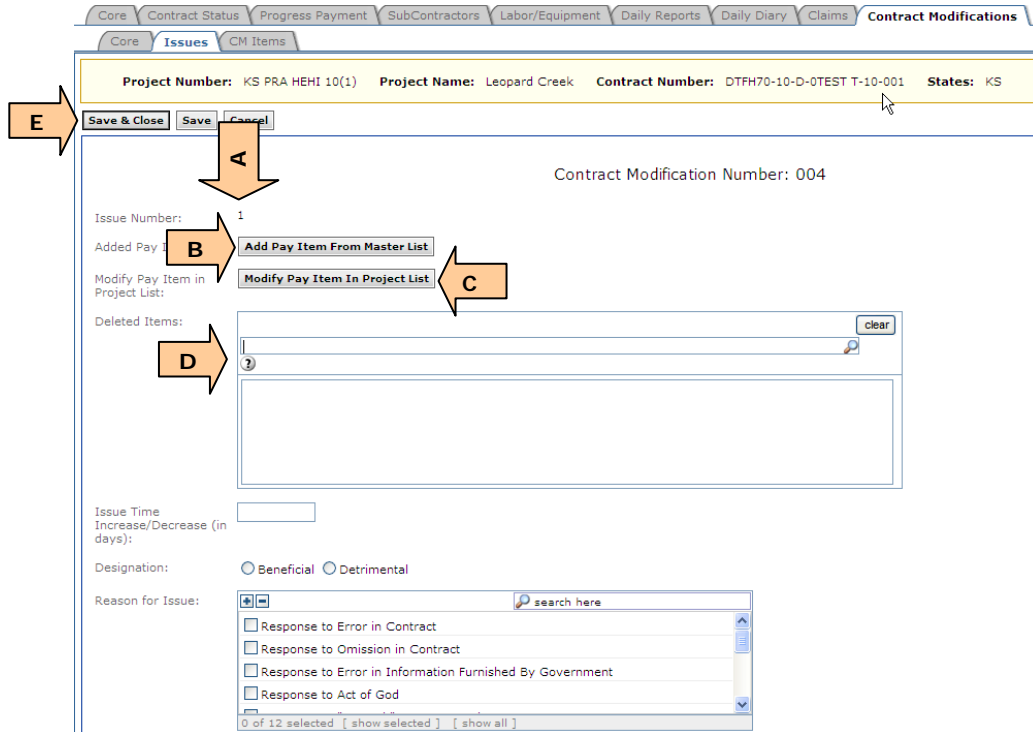 Core Contract Status Progress Payment SubContractors Labor/Equipment Daily Reports Daily Diary Claims Contract Modifications
Core Issues CM Items
Project Number: KS PRA HEHI 10(1) Project Name: Leopard Creek Contract Number: DTFH70-10-D-0TEST T-10-001 States: KS
E
Save & Close Save Cancel
A
Contract Modification Number: 004
Issue Number: 1
Added Pay I B Add Pay Item From Master List
Modify Pay Item in Modify Pay Item In Project List C
Project List:
Deleted Items: clear
D
?
Issue Time
Increase/Decrease (in
days):
Designation: Beneficial Detrimental
Reason for Issue: search here
Response to Error in Contract
Response to Omission in Contract
Response to Error in Information Furnished By Government
Response to Act of God
0 of 12 selected [ show selected ] [ show all ]